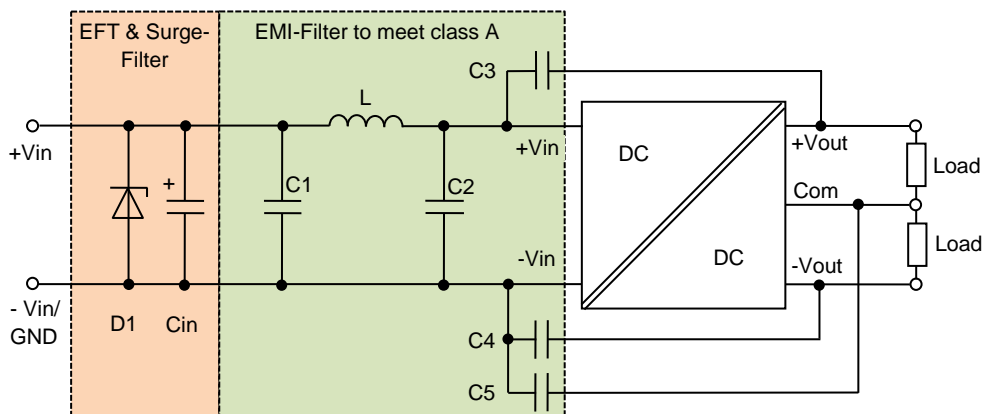 EFT & Surge-
Filter
EMI-Filter to meet class A
C3
L
+Vin
+Vin
DC
+Vout
Load
+
C1
C2
Com
-Vin
DC
-Vout
Load
- Vin/
GND
D1
Cin
C4
C5